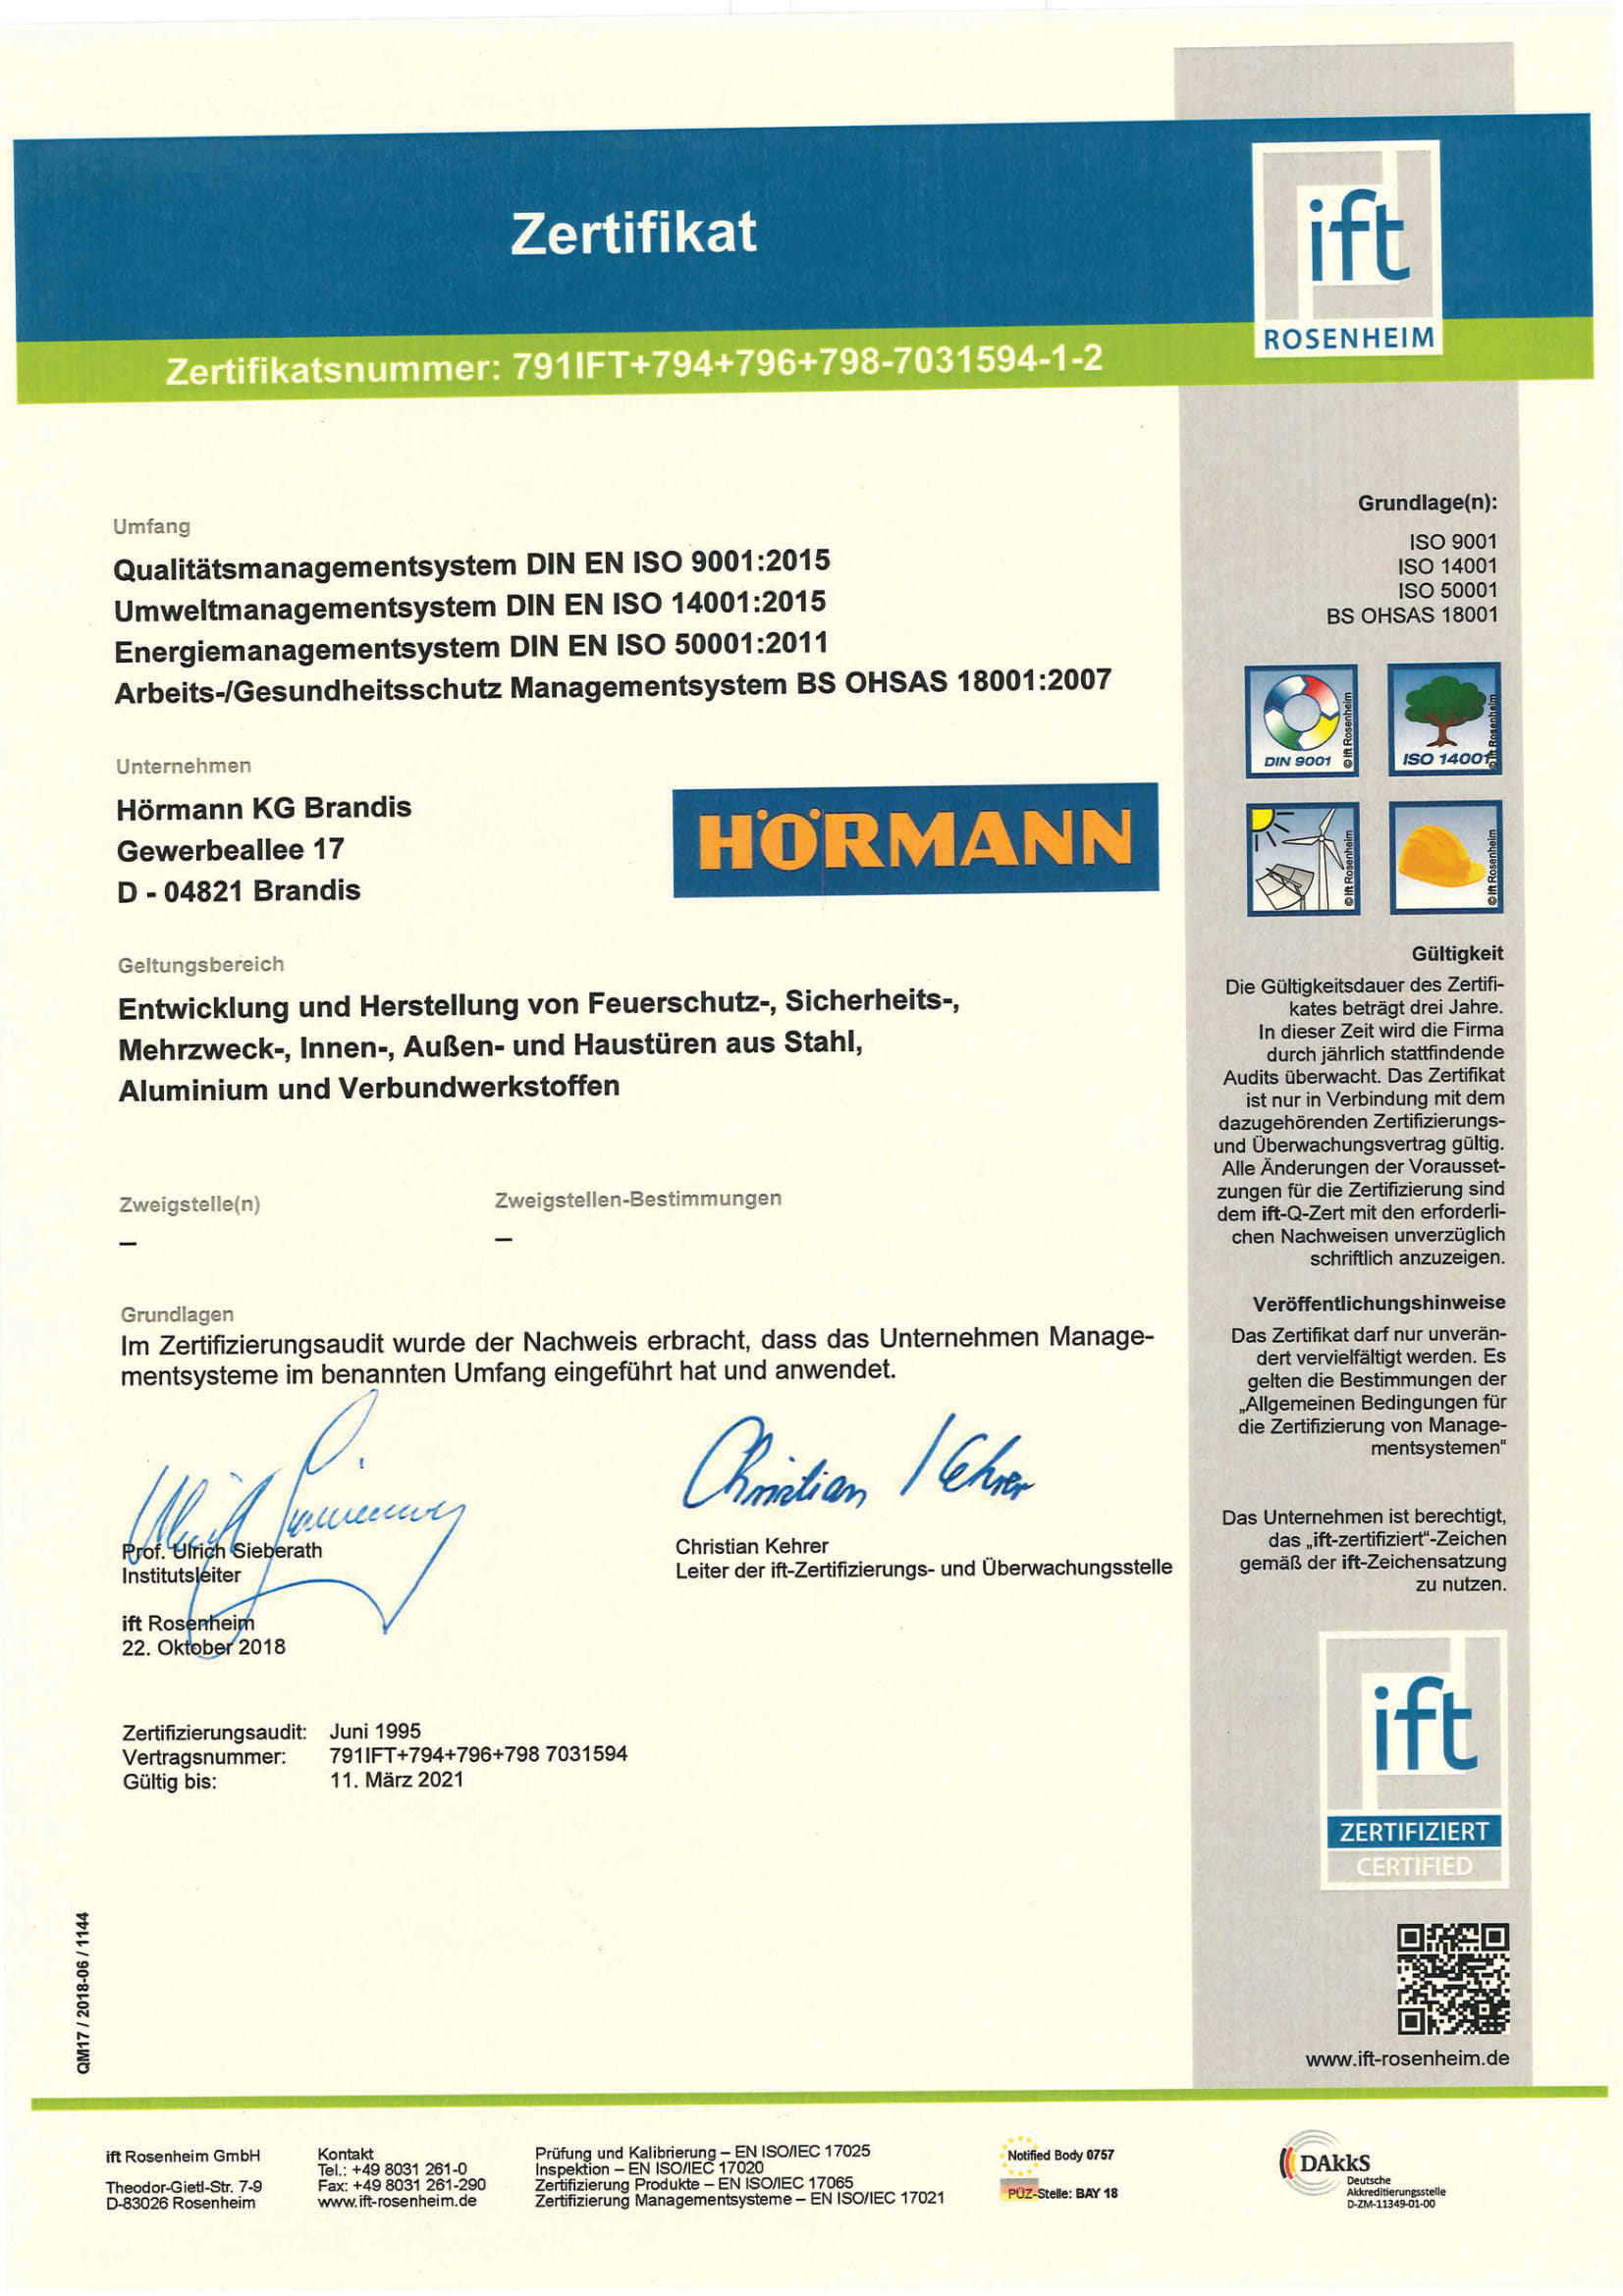 Zertifikat
ift
ROSENHEIM
Zertifikatsnummer: 791IFT+794+796+798-7031594-1-2
Umfang
Qualitätsmanagementsystem DIN EN ISO 9001:2015
Umweltmanagementsystem DIN EN ISO 14001:2015
Energiemanagementsystem DIN EN ISO 50001:2011
Arbeits-/Gesundheitsschutz Managementsystem BS OHSAS 18001:2007
Unternehmen
Hörmann KG Brandis
Gewerbeallee 17
D - 04821 Brandis
HÖRMANN
Geltungsbereich
Entwicklung und Herstellung von Feuerschutz-, Sicherheits-,
Mehrzweck-, Innen-, Außen- und Haustüren aus Stahl,
Aluminium und Verbundwerkstoffen
Zweigstelle(n)
–
Zweigstellen-Bestimmungen
–
Grundlagen
Im Zertifizierungsaudit wurde der Nachweis erbracht, dass das Unternehmen Manage-
mentsysteme im benannten Umfang eingeführt hat und anwendet.
Christian Kehrer
Prof. Ulrich Sieberath
Institutsleiter
ift Rosenheim
22. Oktober 2018
Christian Kehrer
Leiter der ift-Zertifizierungs- und Überwachungsstelle
Zertifizierungsaudit: Juni 1995
Vertragsnummer: 791IFT+794+796+798 7031594
Gültig bis: 11. März 2021
QM17 / 2018-06 / 1144
Grundlage(n):
ISO 9001
ISO 14001
ISO 50001
BS OHSAS 18001
DIN 9001
© ift Rosenheim
ISO 14001
© ift Rosenheim
© ift Rosenheim
© ift Rosenheim
Gültigkeit
Die Gültigkeitsdauer des Zertifi-
kates beträgt drei Jahre.
In dieser Zeit wird die Firma
durch jährlich stattfindende
Audits überwacht. Das Zertifikat
ist nur in Verbindung mit dem
dazugehörenden Zertifizierungs-
und Überwachungsvertrag gültig.
Alle Änderungen der Vorausset-
zungen für die Zertifizierung sind
dem ift-Q-Zert mit den erforderli-
chen Nachweisen unverzüglich
schriftlich anzuzeigen.
Veröffentlichungshinweise
Das Zertifikat darf nur unverän-
dert vervielfältigt werden. Es
gelten die Bestimmungen der
„Allgemeinen Bedingungen für
die Zertifizierung von Manage-
mentsystemen“
Das Unternehmen ist berechtigt,
das „ift-zertifiziert“-Zeichen
gemäß der ift-Zeichensatzung
zu nutzen.
ift
ZERTIFIZIERT
CERTIFIED
www.ift-rosenheim.de
ift Rosenheim GmbH
Theodor-Gietl-Str. 7-9
D-83026 Rosenheim
Kontakt
Tel.: +49 8031 261-0
Fax: +49 8031 261-290
www.ift-rosenheim.de
Prüfung und Kalibrierung – EN ISO/IEC 17025
Inspektion – EN ISO/IEC 17020
Zertifizierung Produkte – EN ISO/IEC 17065
Zertifizierung Managementsysteme – EN ISO/IEC 17021
Notified Body 0757
PÜZ-Stelle: BAY 18
DAkkS
Deutsche
Akkreditierungsstelle
D-ZM-11349-01-00